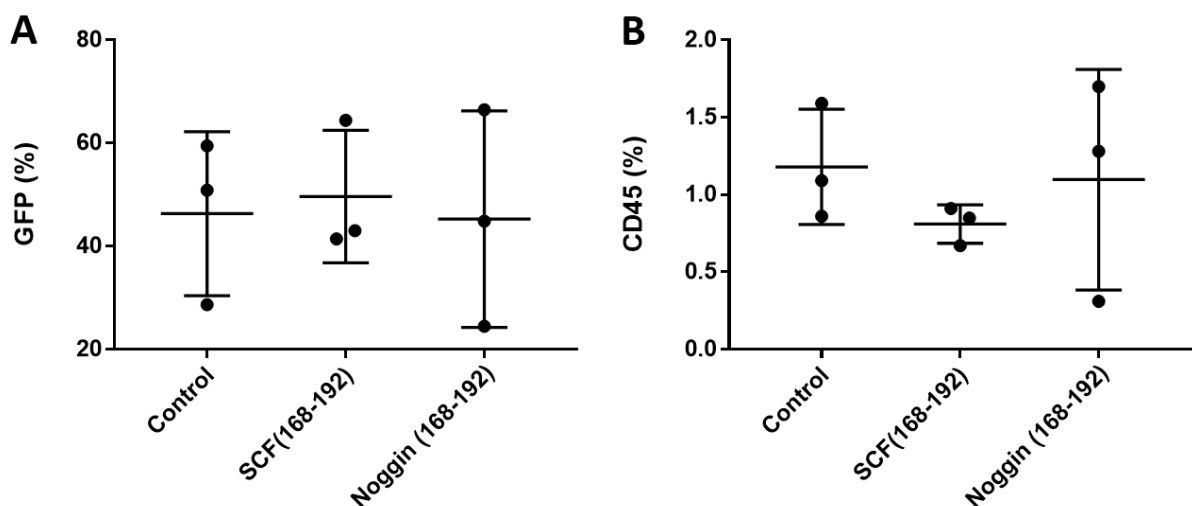 A
80
60
40
20
GFP (%)
Control
SCF(168-192)
Noggin (168-192)
B
2.0
1.5
1.0
0.5
0.0
CD45 (%)
Control
SCF(168-192)
Noggin (168-192)